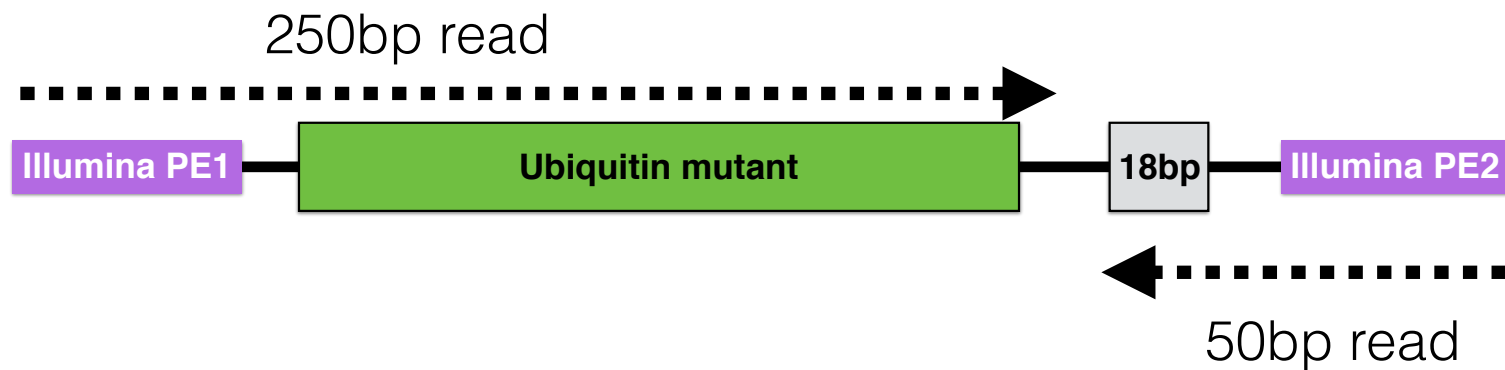 250bp read
Illumina PE1
Ubiquitin mutant
18bp
Illumina PE2
50bp read